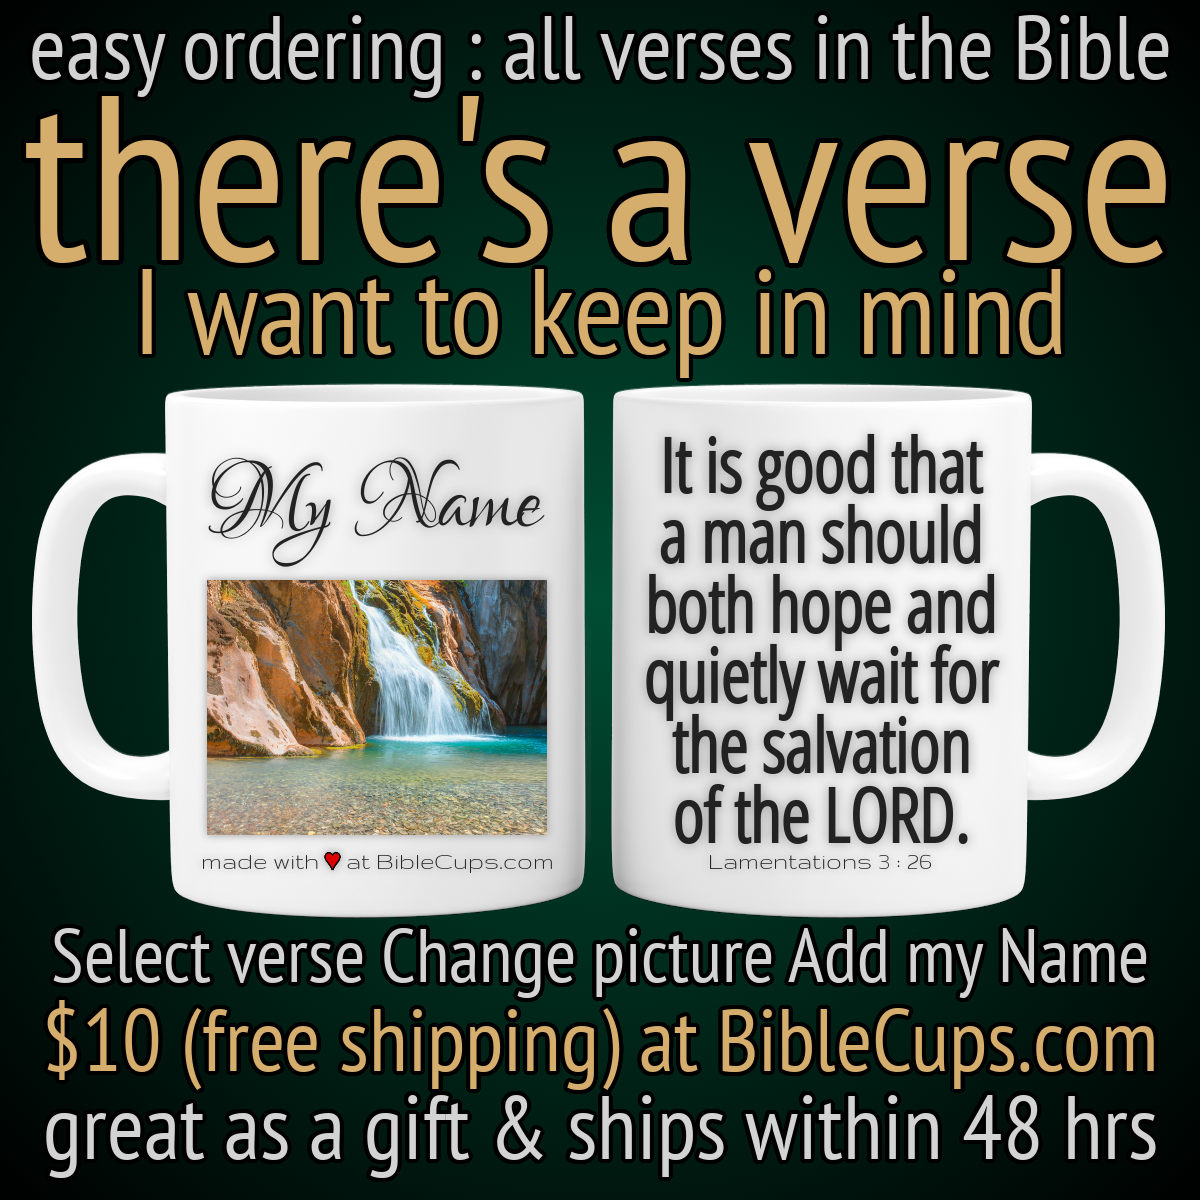 easy ordering : all verses in the Bible
there's a verse
I want to keep in mind
My Name
made with at BibleCups.com
It is good that
a man should
both hope and
quietly wait for
the salvation
of the LORD.
Lamentations 3 : 26
Select verse Change picture Add my Name
$10 (free shipping) at BibleCups.com
great as a gift & ships within 48 hrs